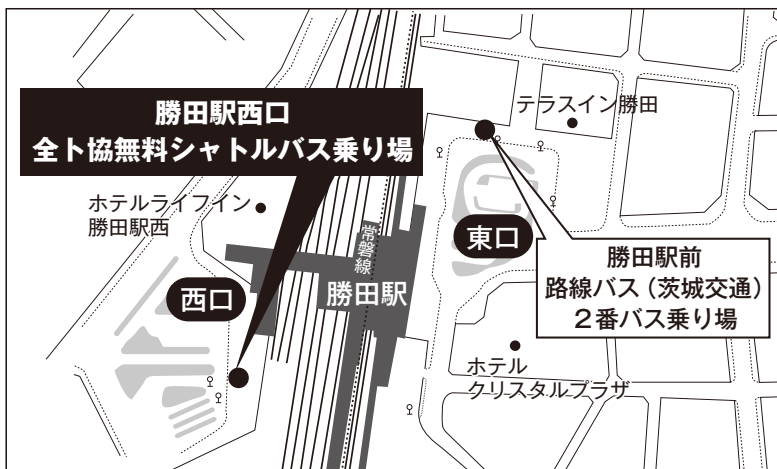 勝田駅西口
全ト協無料シャトルバス乗り場
テラスイン勝田
ホテルライフイン
勝田駅西
常磐線
東口
勝田駅前
路線バス（茨城交通）
２番バス乗り場
西口
勝田駅
ホテル
クリスタルプラザ